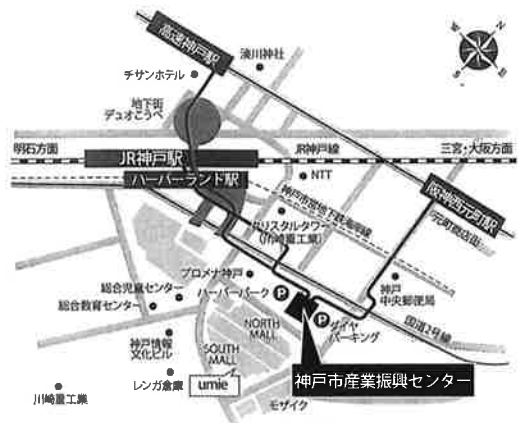 高速神戸駅
湊川神社
チサンホテル
地下街
デュオこうべ
N
W
E
S
明石方面
JR神戸駅
JR神戸線
三宮・大阪方面
ハーバーランド駅
NTT
阪神西元町駅
神戸市営地下鉄海岸線
元町商店街
クリスタルタワー
(川崎重工業)
プロメナ神戸
神戸
中央郵便局
総合児童センター
ハーバーパーク
P
総合教育センター
P
ダイヤ
パーキング
国道2号線
神戸情報
文化ビル
NORTH
MALL
SOUTH
MALL
レンガ倉庫
umie
神戸市産業振興センター
川崎重工業
モザイク